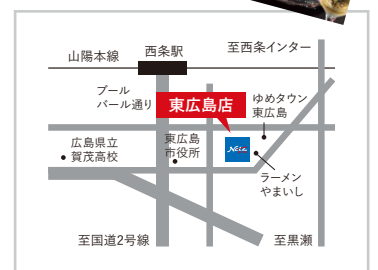 山陽本線
西条駅
至西条インター
プール
バール通り
東広島店
ゆめタウン
東広島
広島県立
賀茂高校
東広島
市役所
Netz
ラーメン
やまいし
至国道2号線
至黒瀬